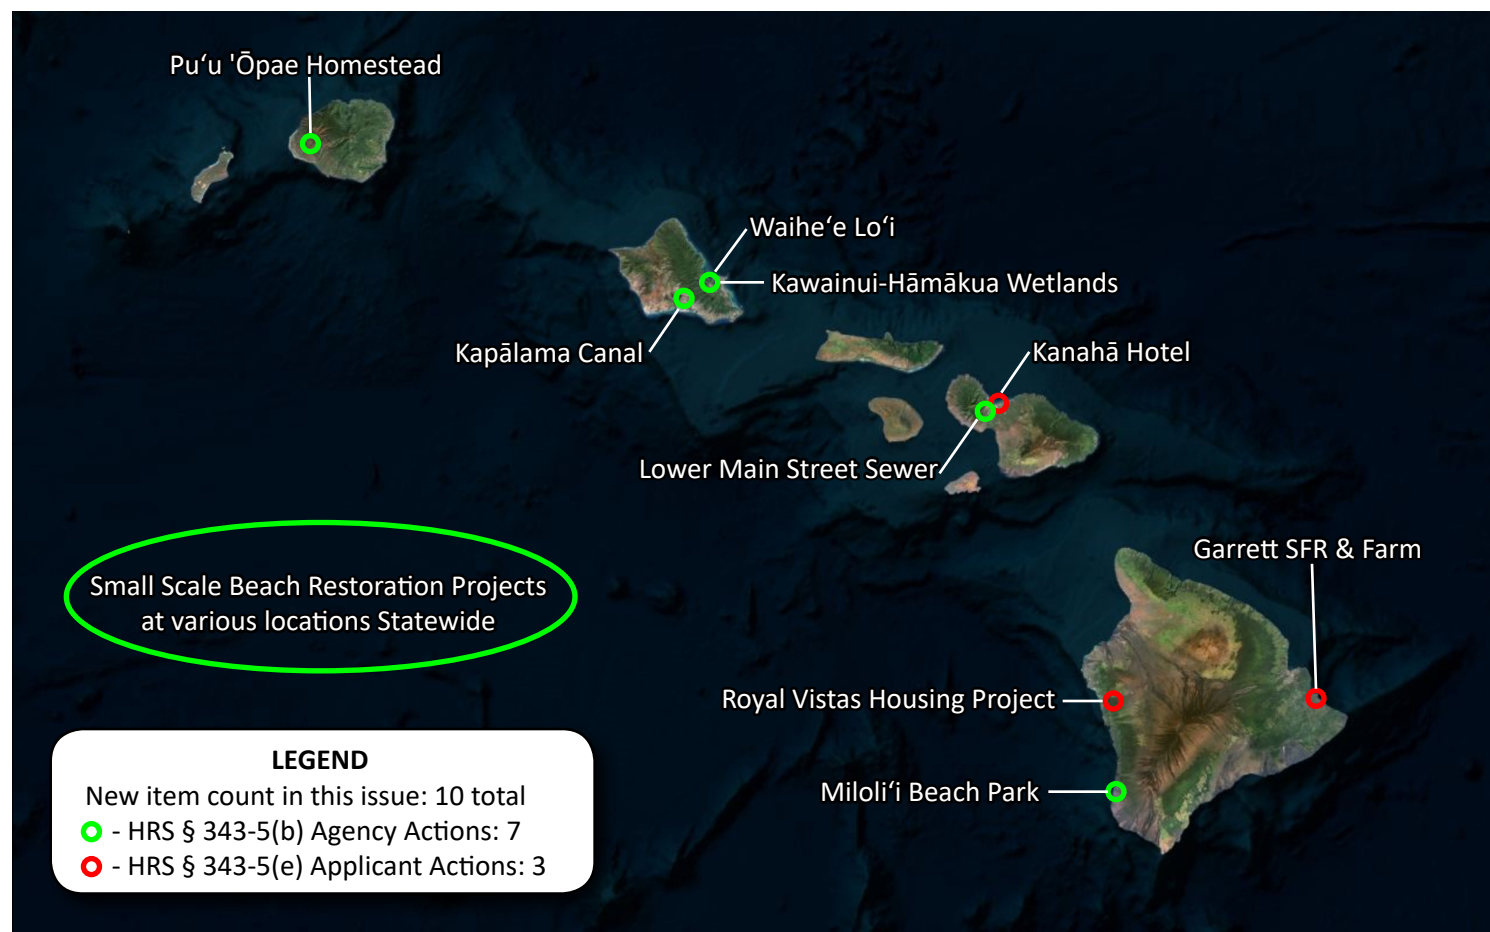 Puʻu 'Ōpae Homestead
Waiheʻe Loʻi
Kawainui-Hāmākua Wetlands
Kapālama Canal
Kanahā Hotel
Lower Main Street Sewer
Garrett SFR & Farm
Small Scale Beach Restoration Projects
at various locations Statewide
Royal Vistas Housing Project
Miloliʻi Beach Park
LEGEND
New item count in this issue: 10 total
- HRS § 343-5(b) Agency Actions: 7
- HRS § 343-5(e) Applicant Actions: 3